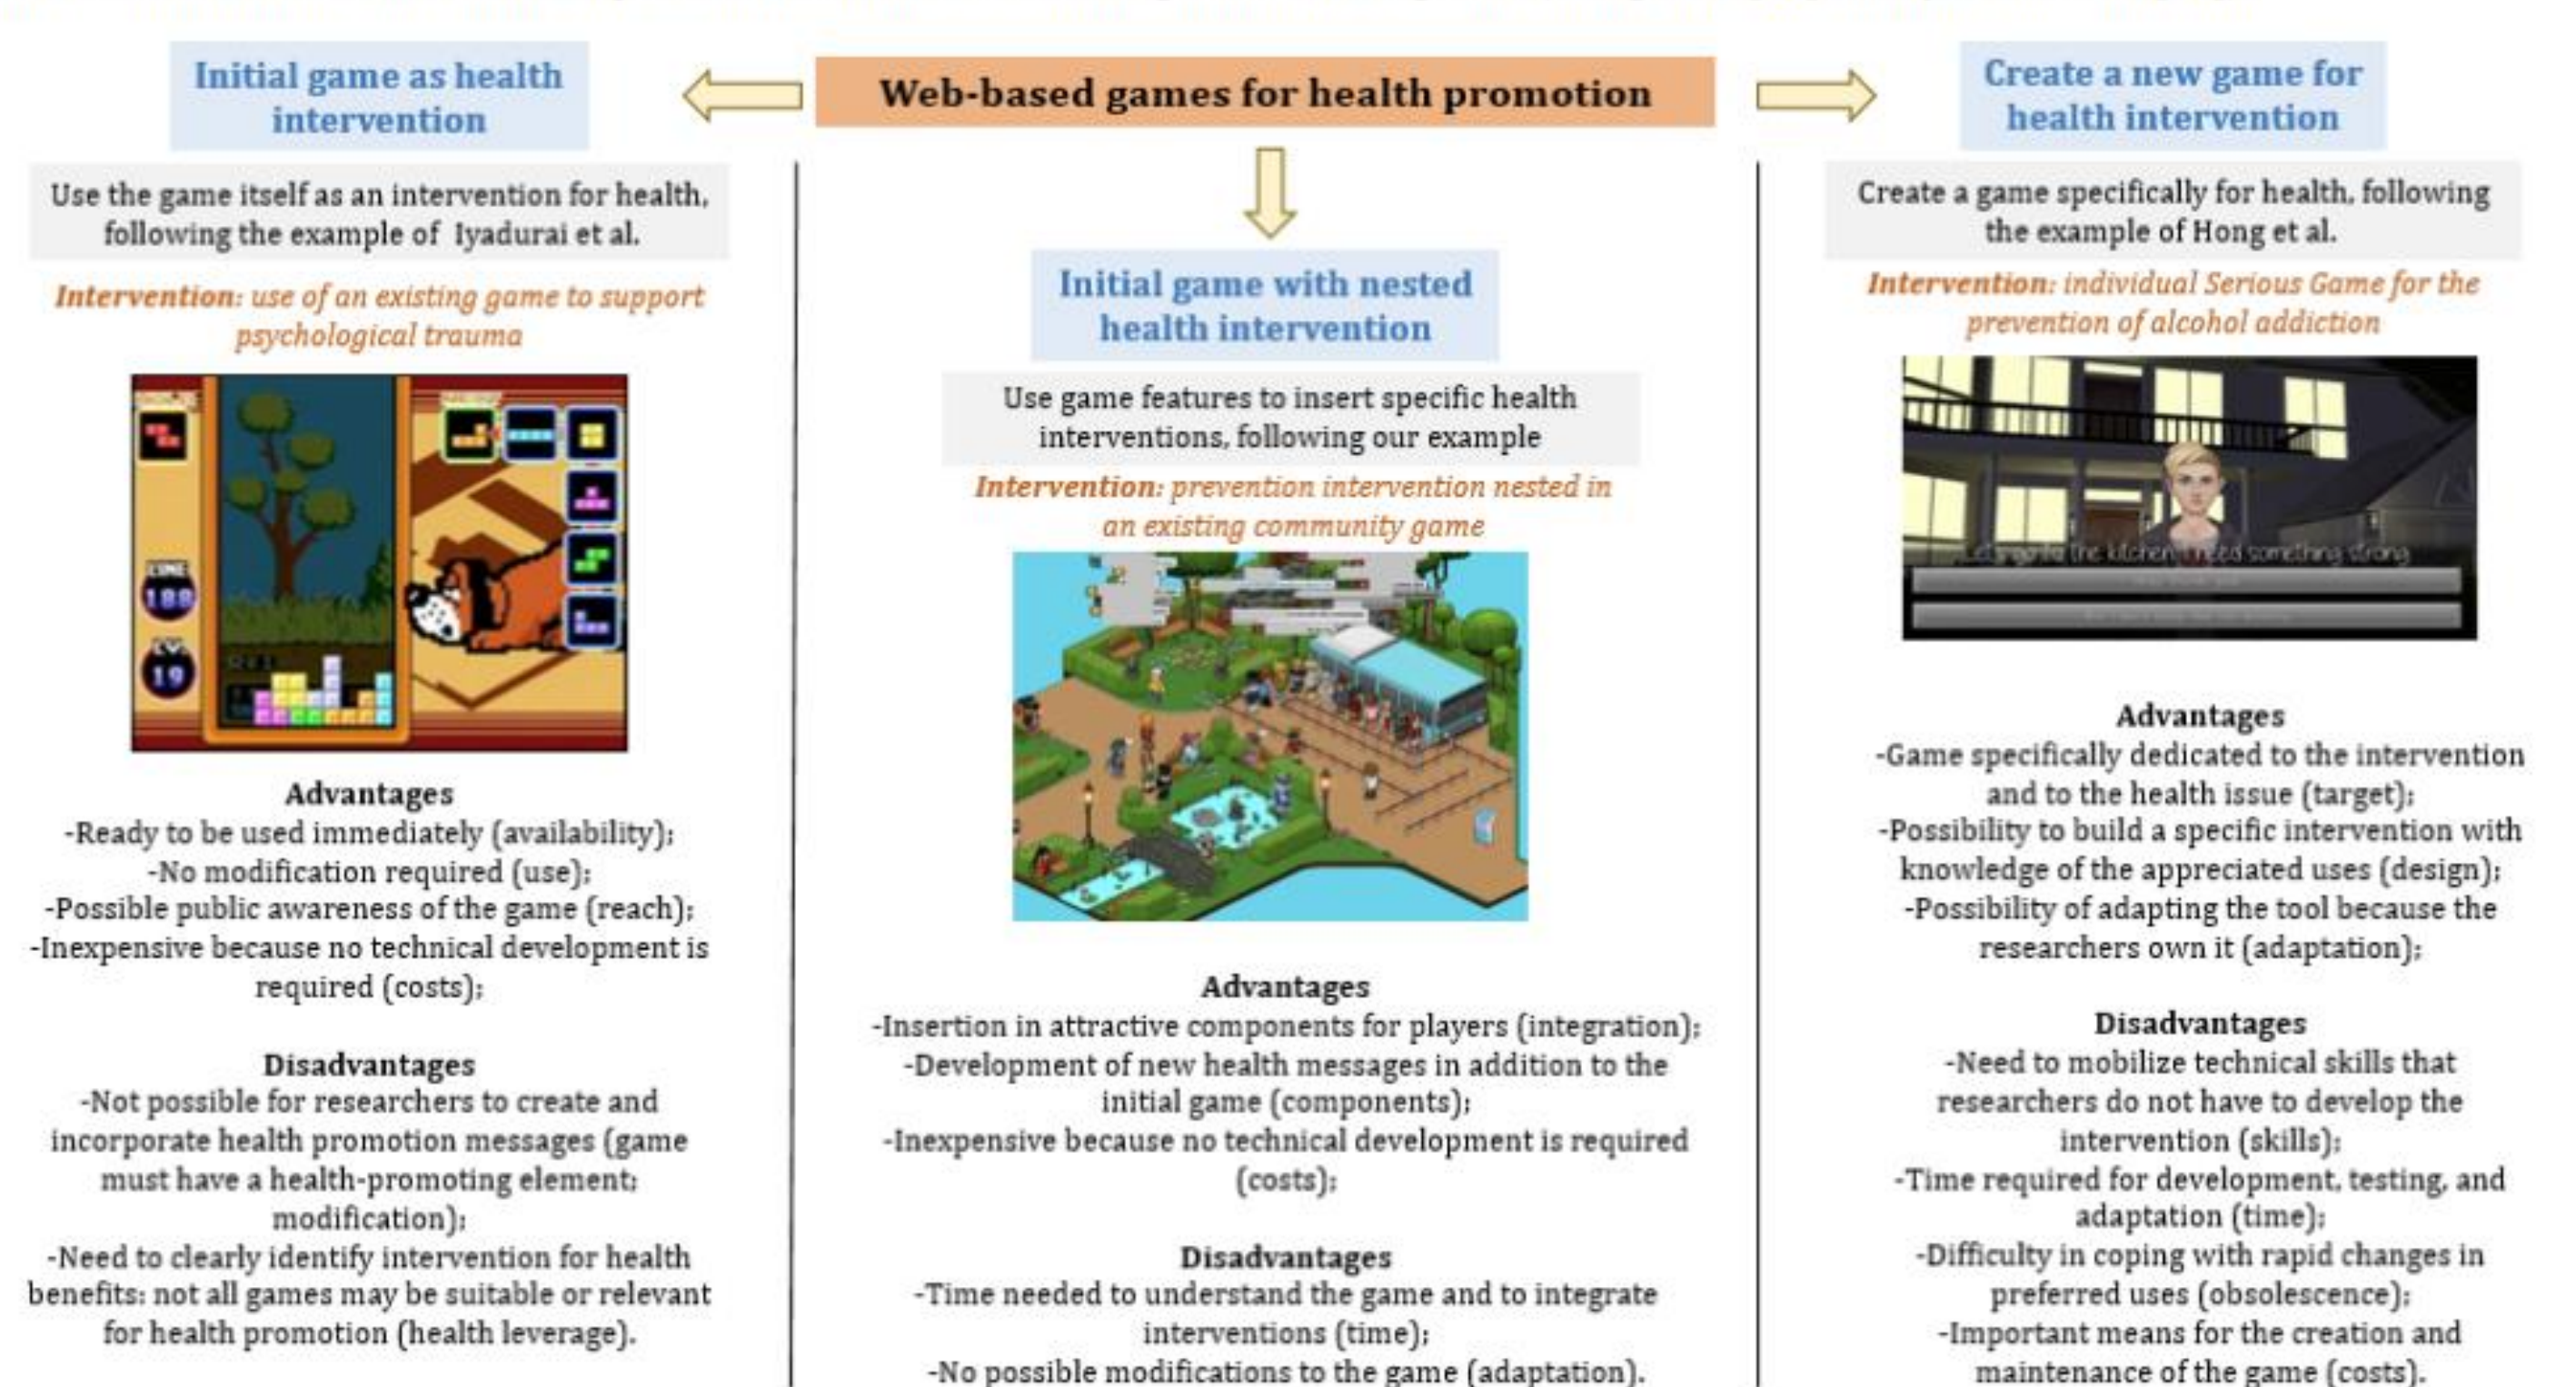 Web-based games for health promotion
Initial game as health
intervention
Use the game itself as an intervention for health,
following the example of Iyadurai et al.
Intervention: use of an existing game to support
psychological trauma
LINE
188
LV.
19
Advantages
-Ready to be used immediately (availability);
-No modification required (use);
-Possible public awareness of the game (reach);
-Inexpensive because no technical development is
required (costs);
Disadvantages
-Not possible for researchers to create and
incorporate health promotion messages (game
must have a health-promoting element;
modification);
-Need to clearly identify intervention for health
benefits: not all games may be suitable or relevant
for health promotion (health leverage).
Initial game with nested
health intervention
Use game features to insert specific health
interventions, following our example
Intervention: prevention intervention nested in
an existing community game
Advantages
-Insertion in attractive components for players (integration);
-Development of new health messages in addition to the
initial game (components);
-Inexpensive because no technical development is required
(costs);
Disadvantages
-Time needed to understand the game and to integrate
interventions (time);
-No possible modifications to the game (adaptation).
Create a new game for
health intervention
Create a game specifically for health, following
the example of Hong et al.
Intervention: individual Serious Game for the
prevention of alcohol addiction
the kitchen, I need something strong
Advantages
-Game specifically dedicated to the intervention
and to the health issue (target);
-Possibility to build a specific intervention with
knowledge of the appreciated uses (design);
-Possibility of adapting the tool because the
researchers own it (adaptation);
Disadvantages
-Need to mobilize technical skills that
researchers do not have to develop the
intervention (skills);
-Time required for development, testing, and
adaptation (time);
-Difficulty in coping with rapid changes in
preferred uses (obsolescence);
-Important means for the creation and
maintenance of the game (costs).